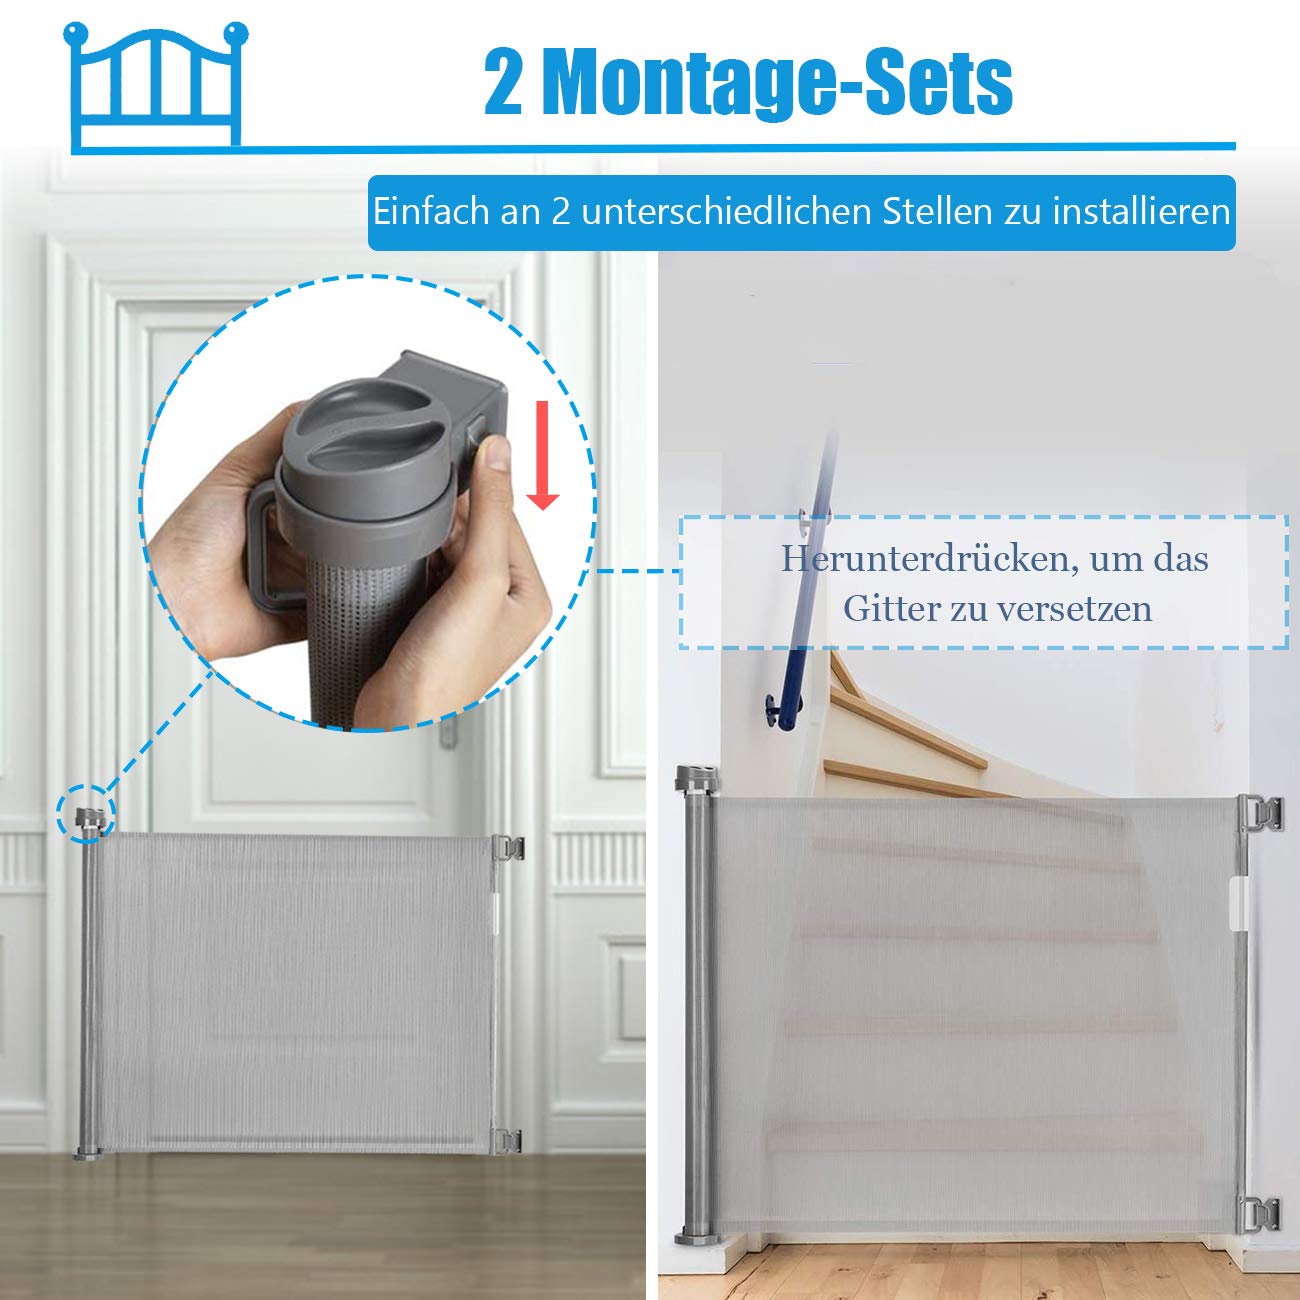 2 Montage-Sets
Einfach an 2 unterschiedlichen Stellen zu installieren
Herunterdrücken, um das
Gitter zu versetzen